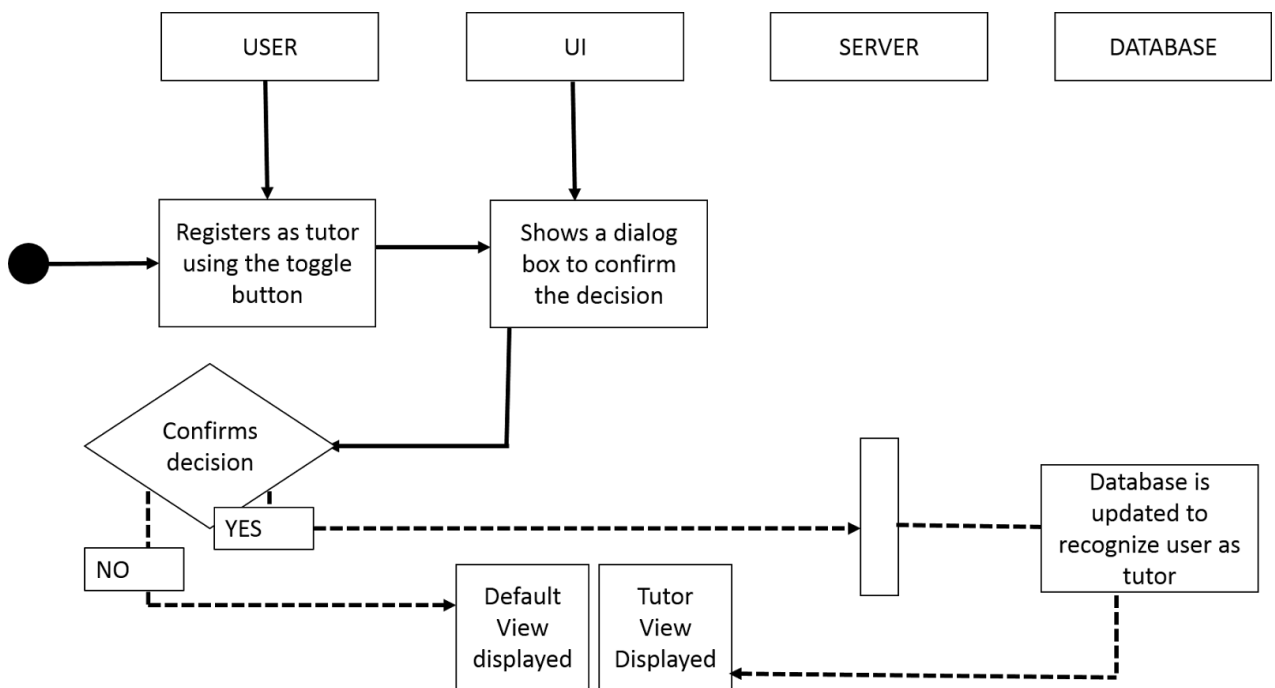 USER
UI
SERVER
DATABASE
Registers as tutor
using the toggle
button
Shows a dialog
box to confirm
the decision
Confirms
decision
YES
NO
Database is
updated to
recognize user as
tutor
Default
View
displayed
Tutor
View
Displayed